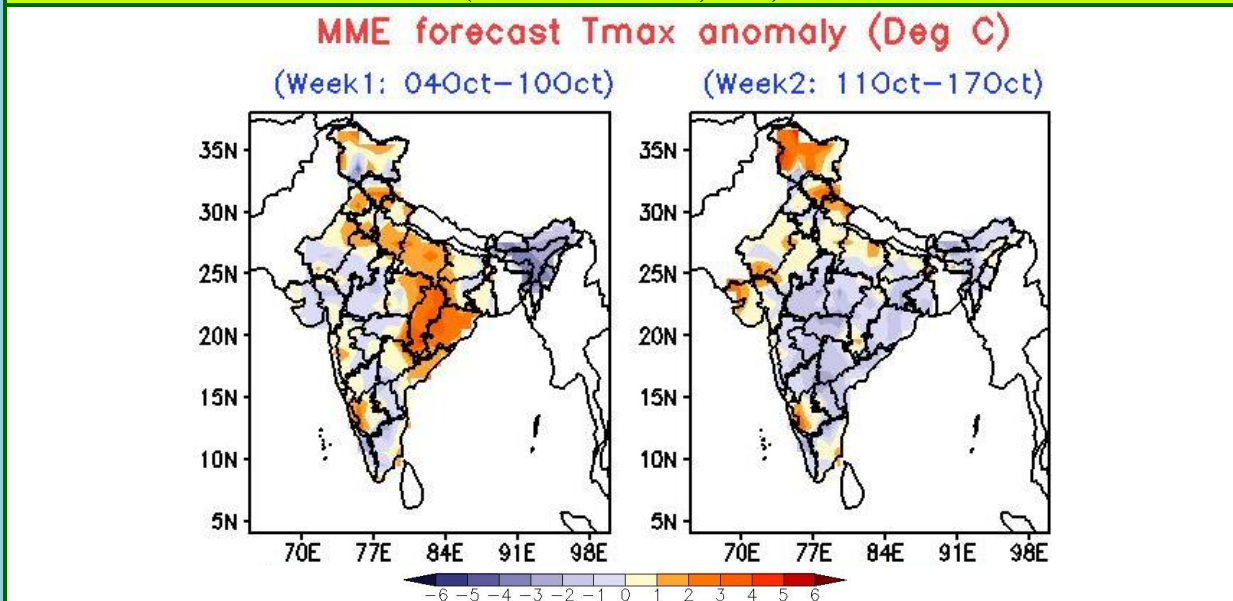 MME forecast Tmax anomaly (Deg C)
(Week1: 04Oct-10Oct) (Week2: 11Oct-17Oct)
35N 35N
30N 30N
25N 25N
20N 20N
15N 15N
10N 10N
5N 5N
70E 77E 84E 91E 98E 70E 77E 84E 91E 98E
-6 -5 -4 -3 -2 -1 0 1 2 3 4 5 6